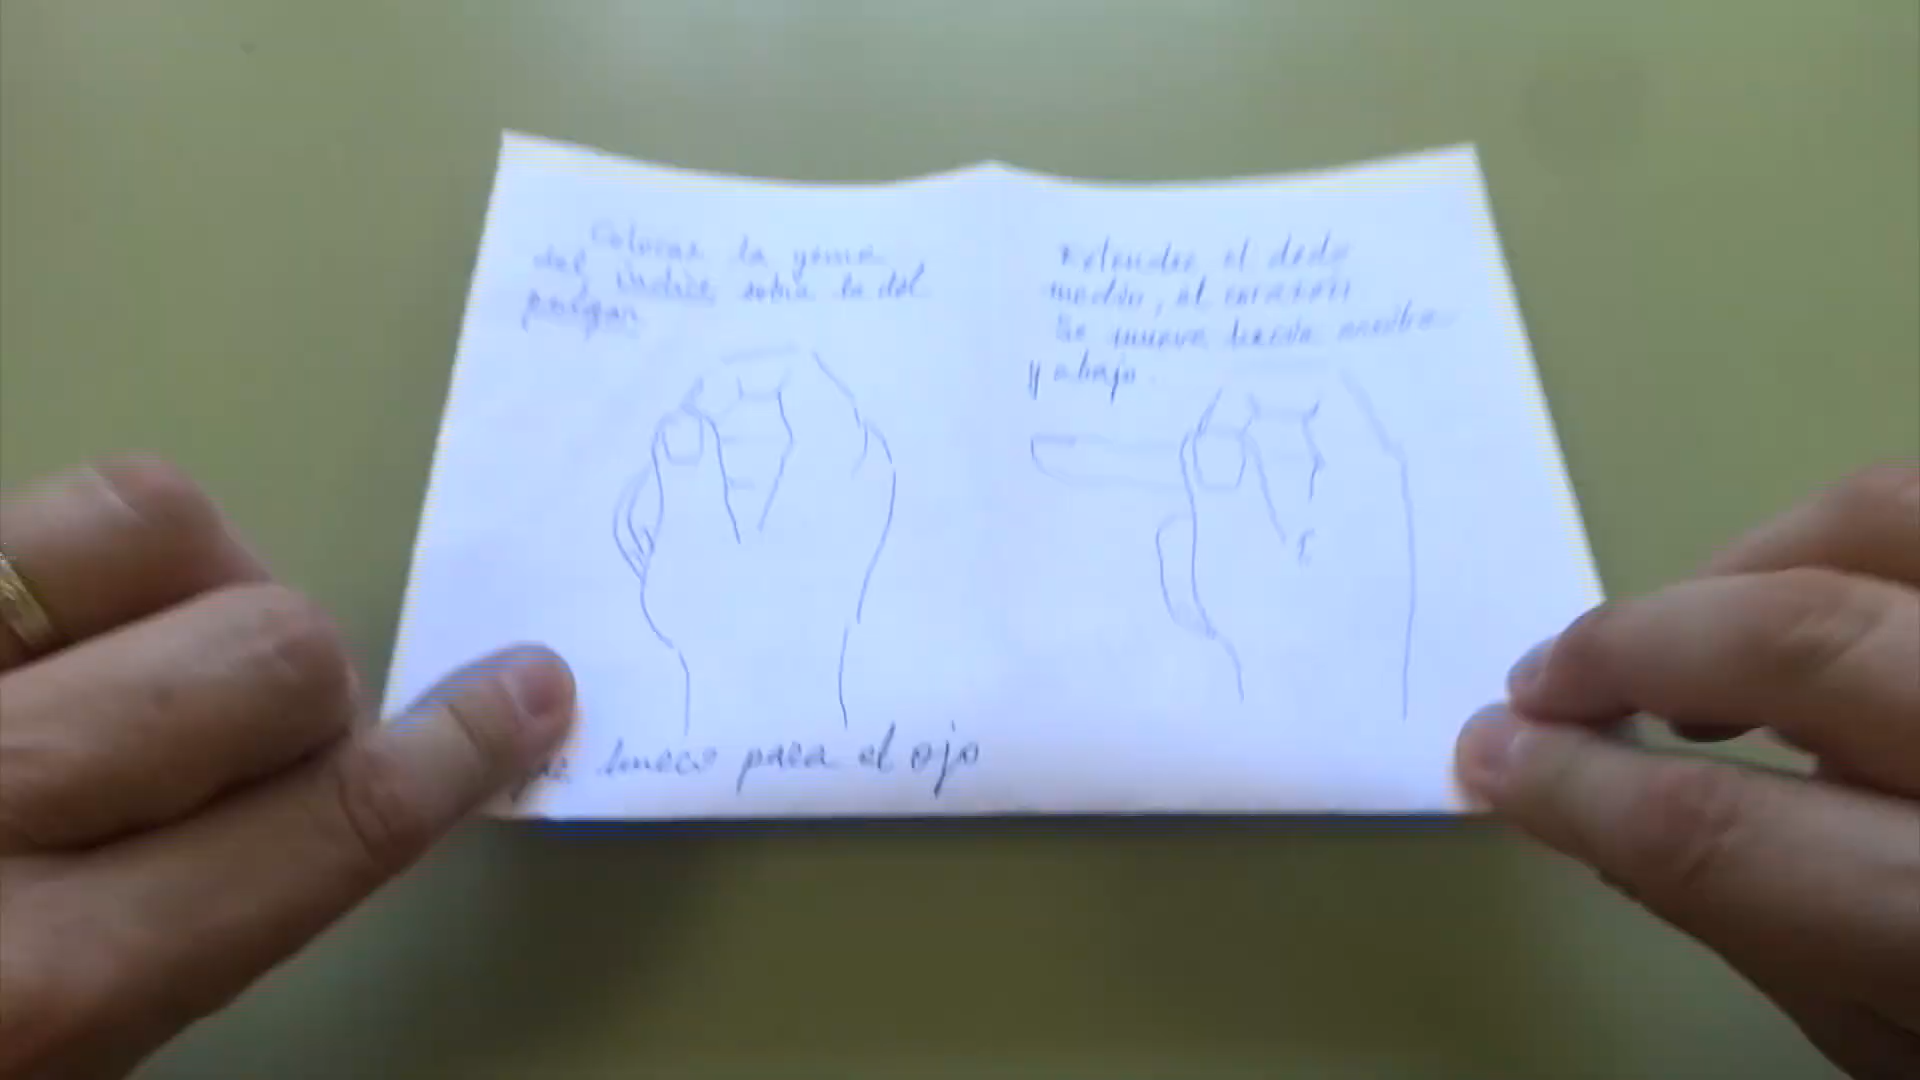 Colocar la yema
del índice sobre la del
pulgar
Extender el dedo
medio, el corazón
Se mueve hacia arriba
y abajo.
hueco para el ojo